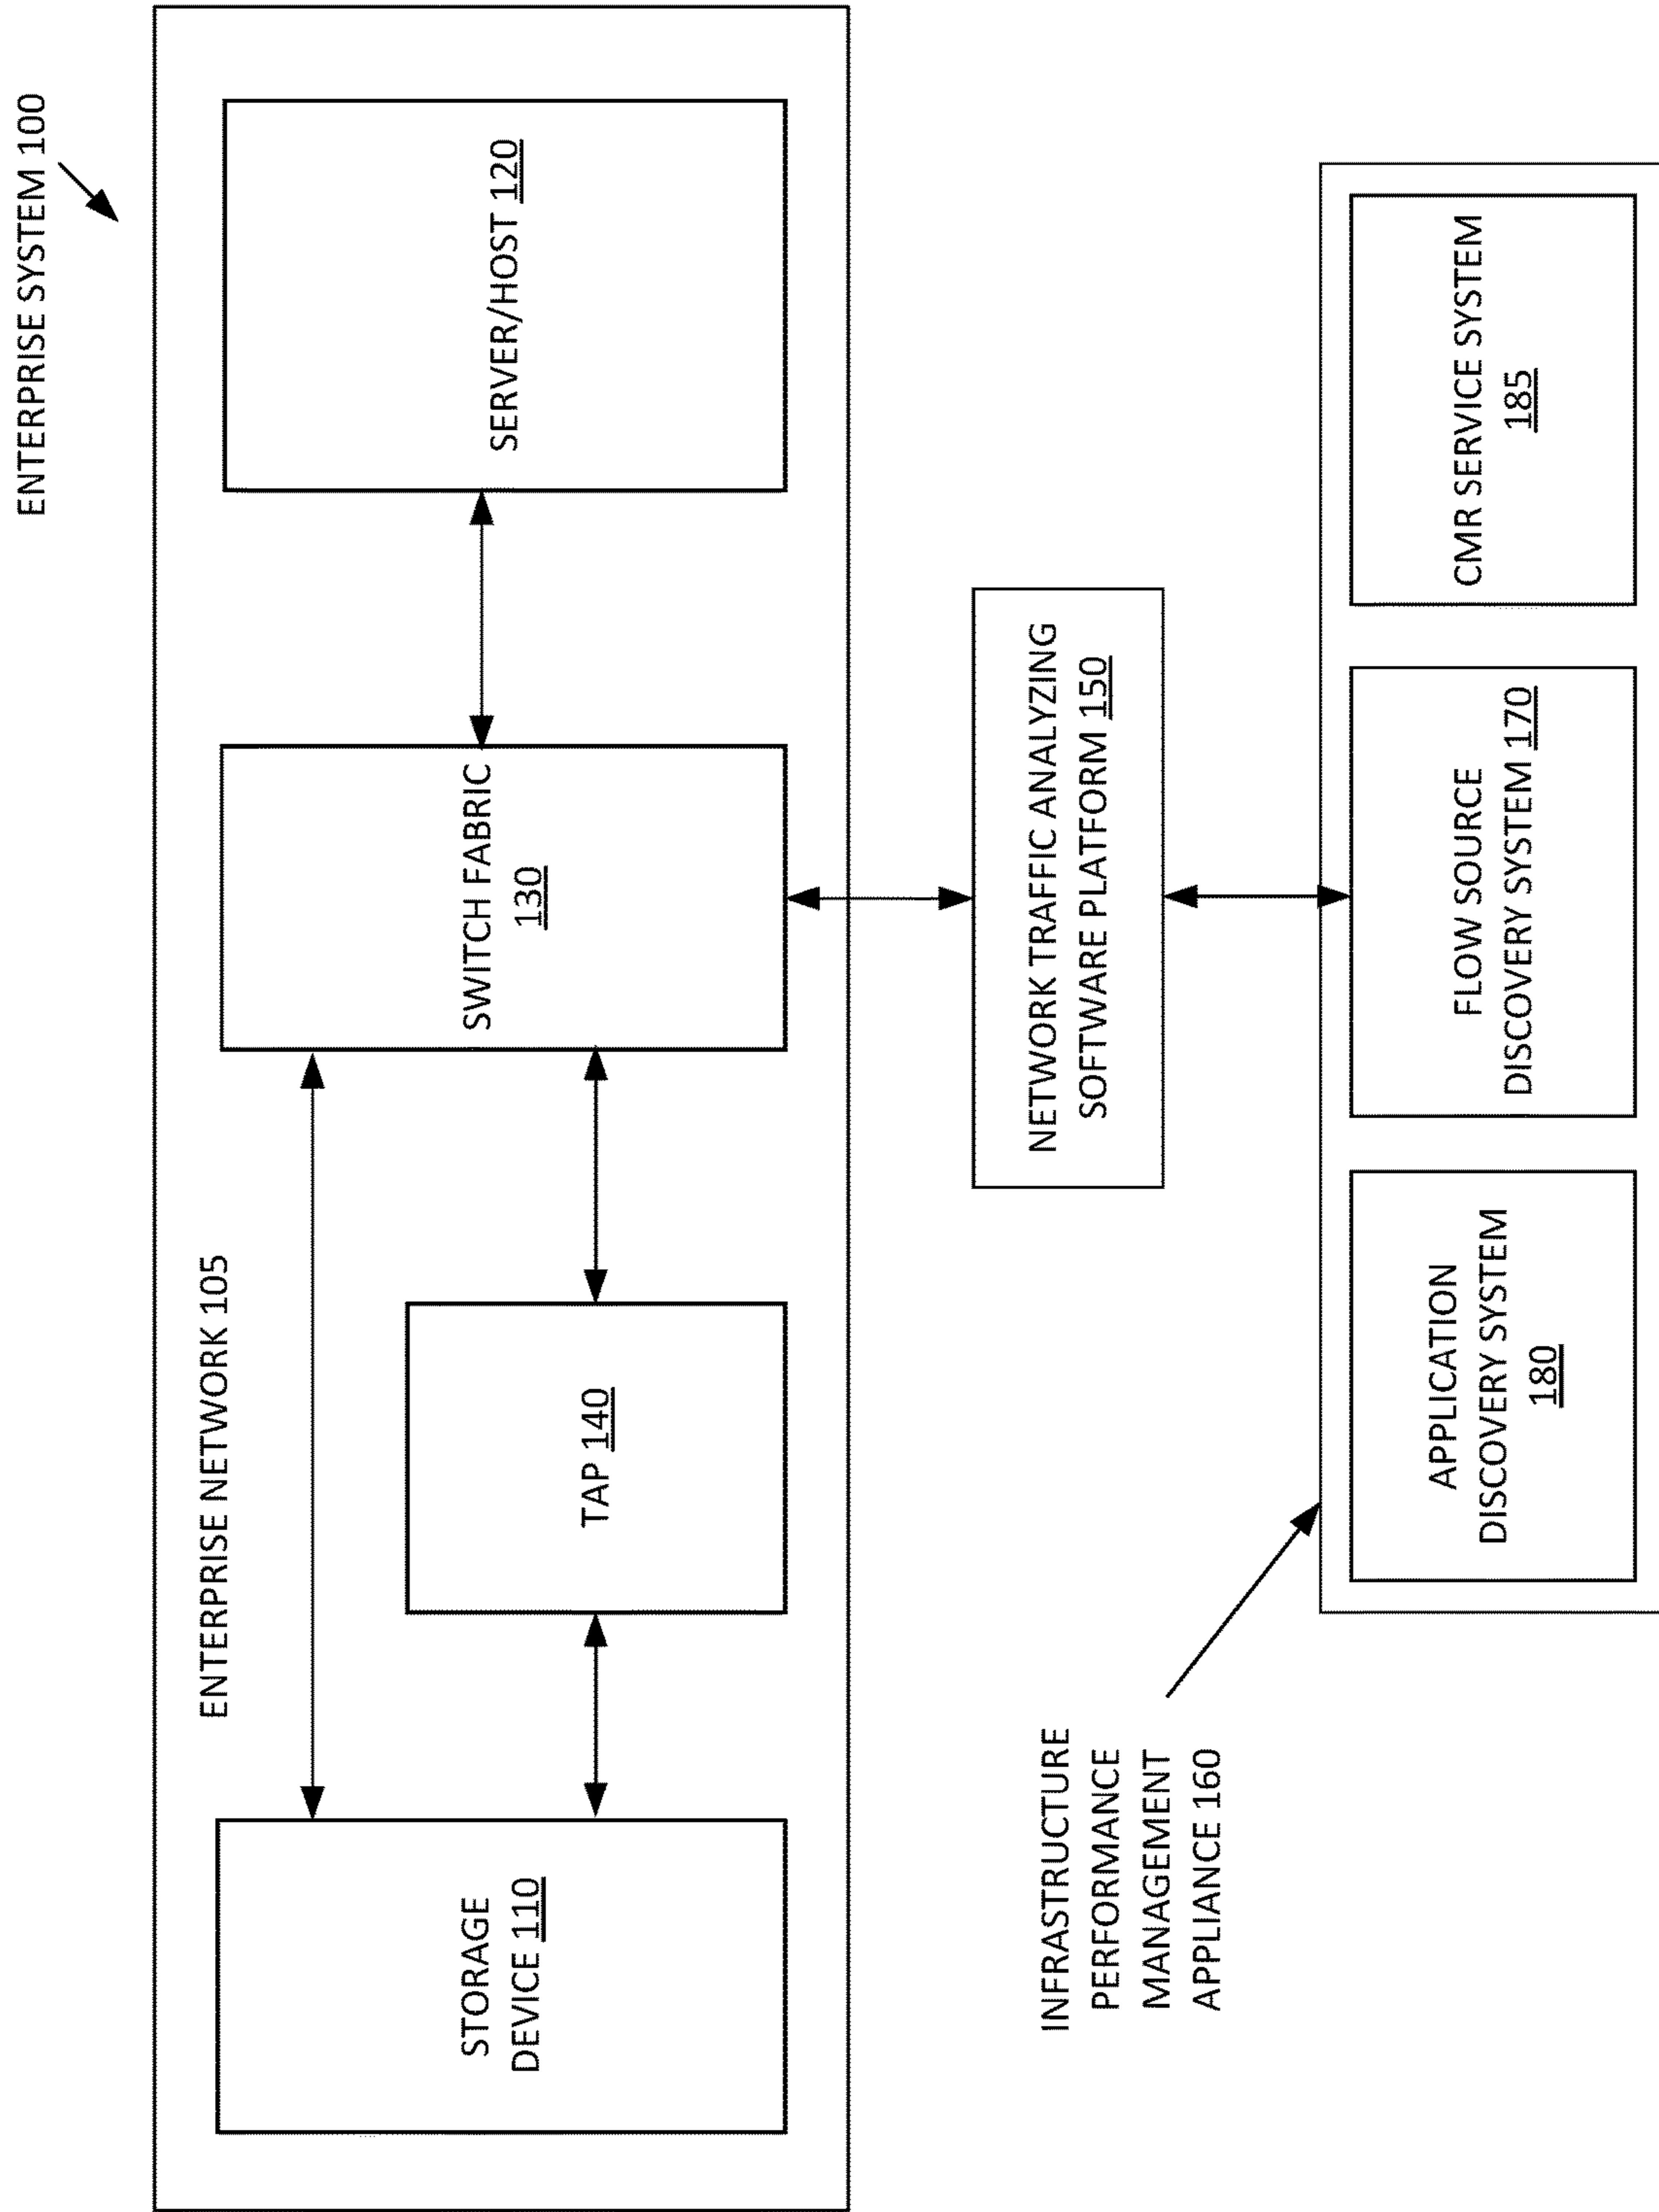 ENTERPRISE SYSTEM 100
ENTERPRISE NETWORK 105
STORAGE
DEVICE 110
TAP 140
SWITCH FABRIC
130
SERVER/HOST 120
NETWORK TRAFFIC ANALYZING
SOFTWARE PLATFORM 150
INFRASTRUCTURE
PERFORMANCE
MANAGEMENT
APPLIANCE 160
APPLICATION
DISCOVERY SYSTEM
180
FLOW SOURCE
DISCOVERY SYSTEM 170
CMR SERVICE SYSTEM
185